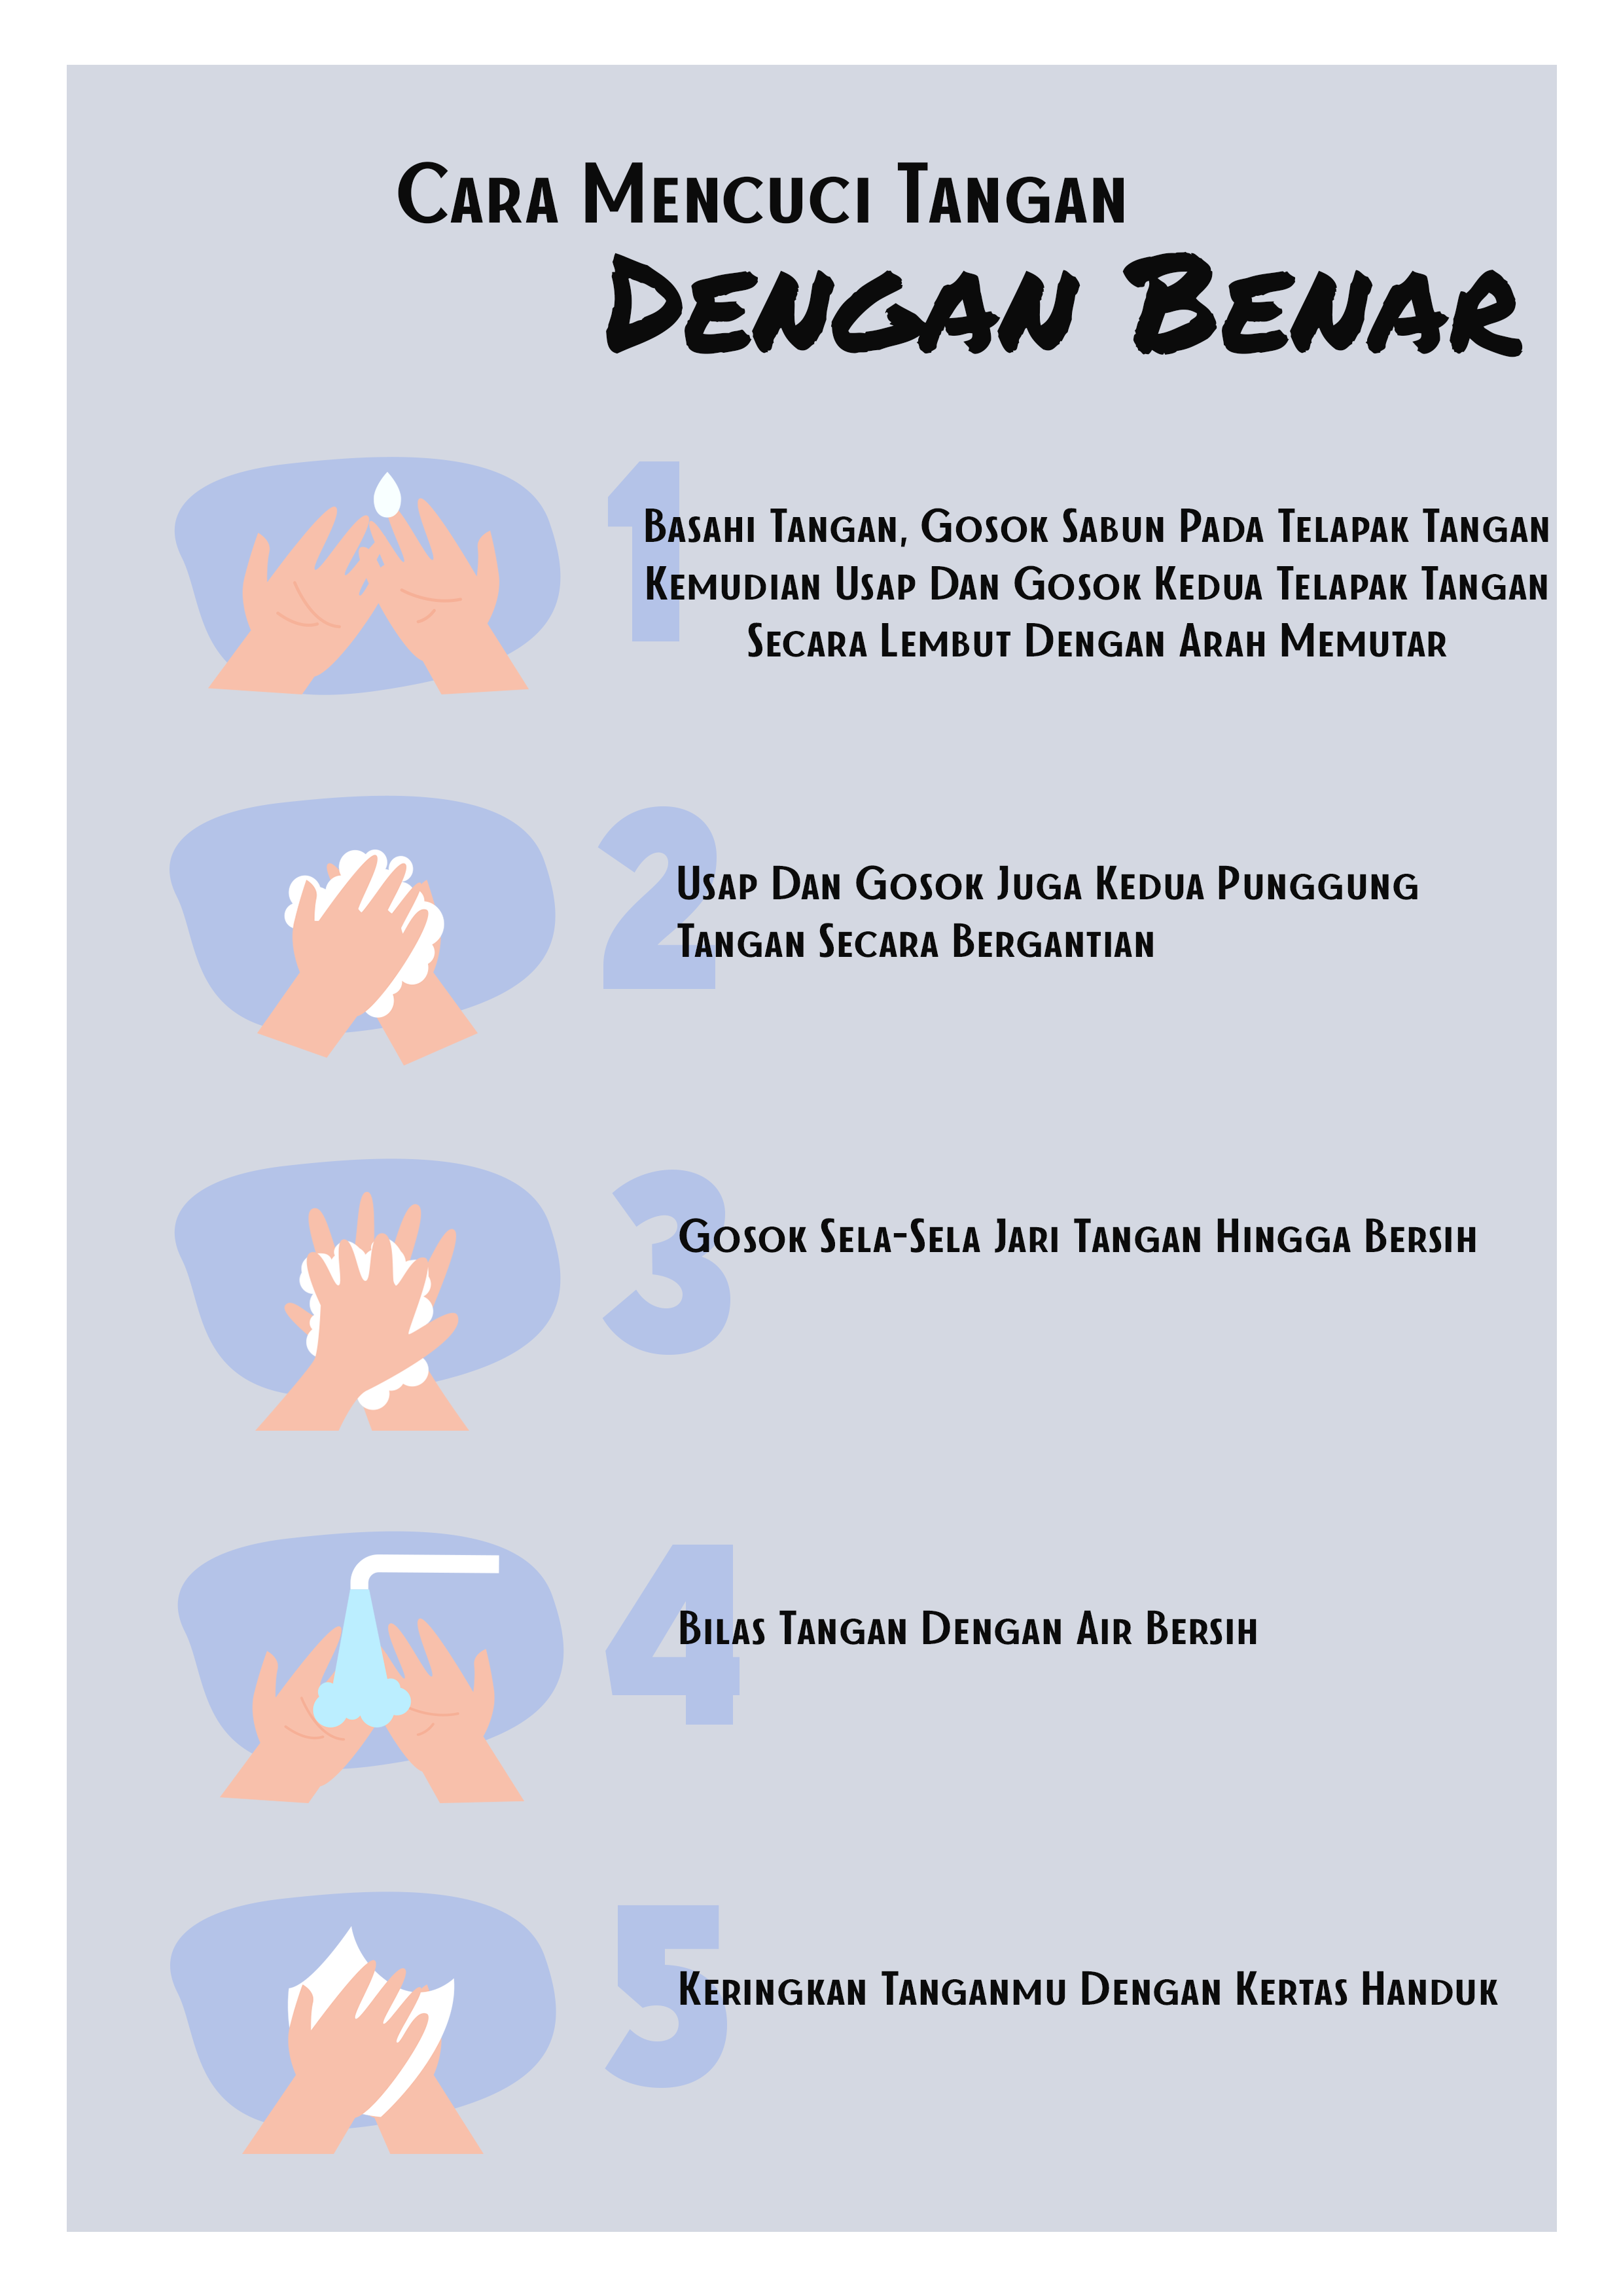 Cara Mencuci Tangan
Dengan Benar
1
Basahi Tangan, Gosok Sabun Pada Telapak Tangan
Kemudian Usap Dan Gosok Kedua Telapak Tangan
Secara Lembut Dengan Arah Memutar
2
Usap Dan Gosok Juga Kedua Punggung
Tangan Secara Bergantian
3
Gosok Sela-Sela Jari Tangan Hingga Bersih
4
Bilas Tangan Dengan Air Bersih
5
Keringkan Tanganmu Dengan Kertas Handuk